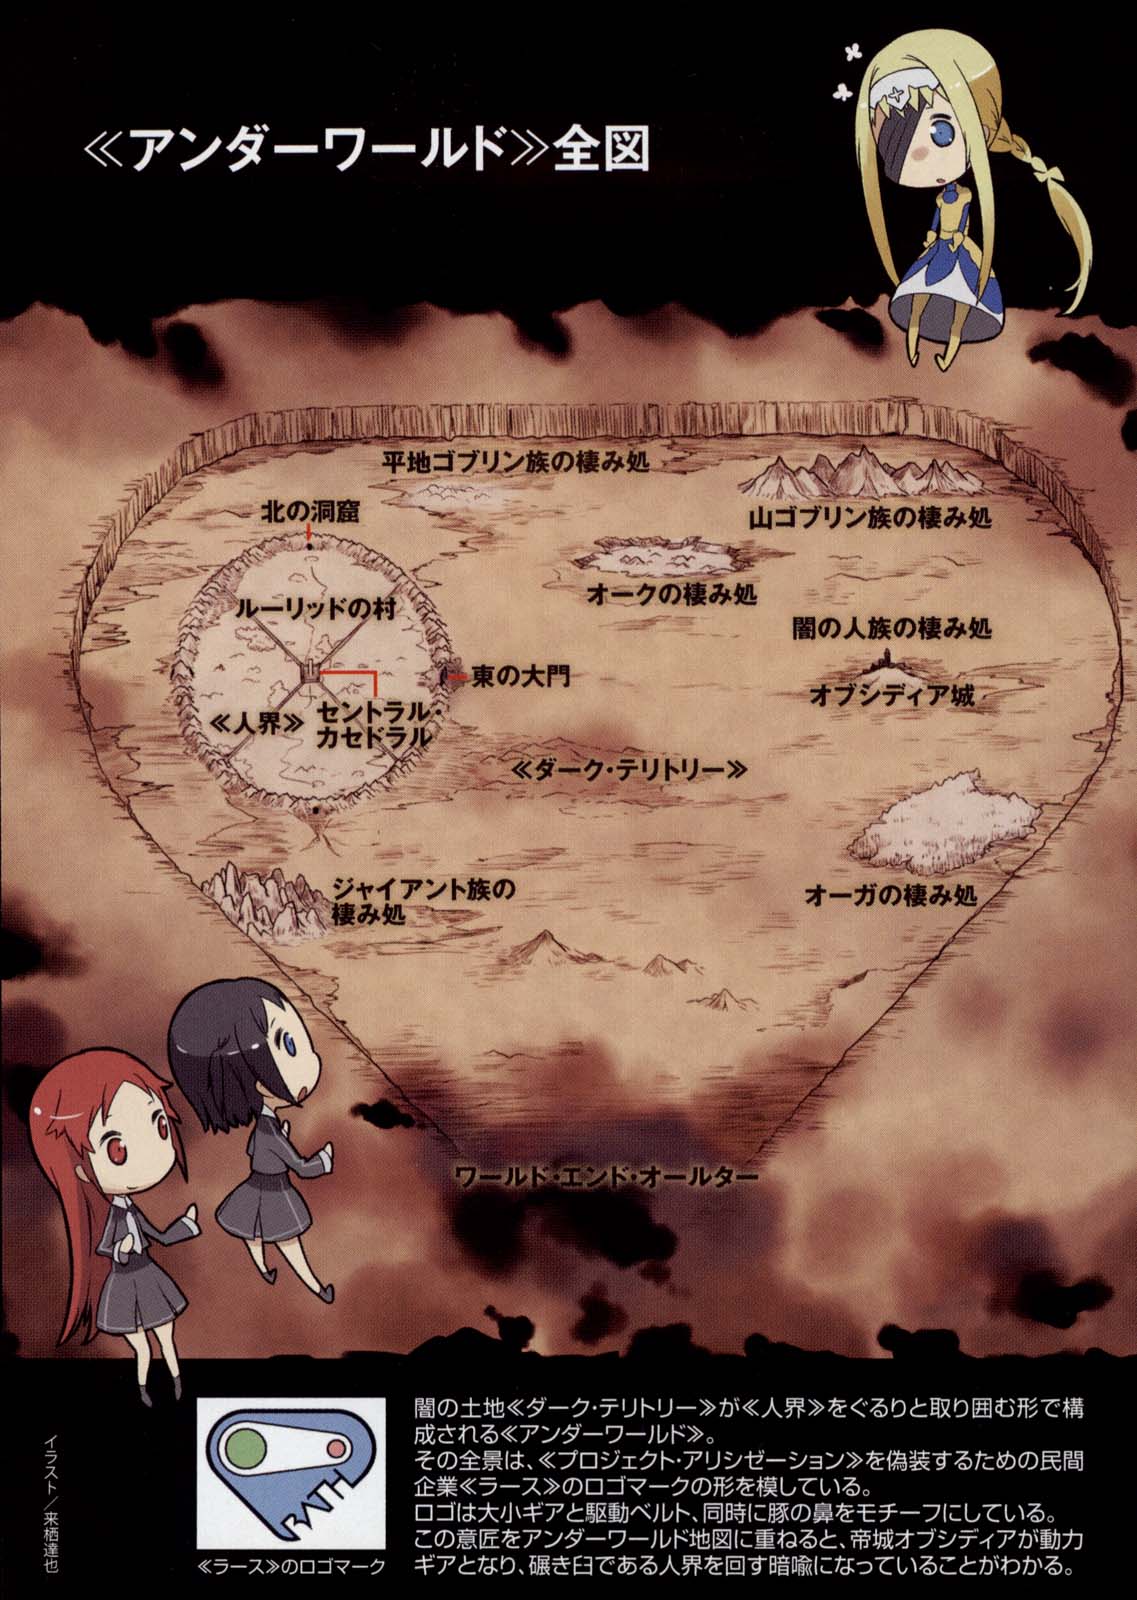 ≪アンダーワールド≫全図
平地ゴブリン族の棲み処
山ゴブリン族の棲み処
北の洞窟
オークの棲み処
ルーリッドの村
闇の人族の棲み処
東の大門
オブシディア城
≪人界≫
セントラル・
カセドラル
≪ダーク・テリトリー≫
ジャイアント族の
棲み処
オーガの棲み処
ワールド・エンド・オールター
RATH
≪ラース≫のロゴマーク
イラスト／来栖達也
闇の土地≪ダーク・テリトリー≫が≪人界≫をぐるりと取り囲む形で構
成される≪アンダーワールド≫。
その全景は、≪プロジェクト・アリシゼーション≫を偽装するための民間
企業≪ラース≫のロゴマークの形を模している。
ロゴは大小ギアと駆動ベルト、同時に豚の鼻をモチーフにしている。
この意匠をアンダーワールド地図に重ねると、帝城オブシディアが動力
ギアとなり、碾き臼である人界を回す暗喩になっていることがわかる。